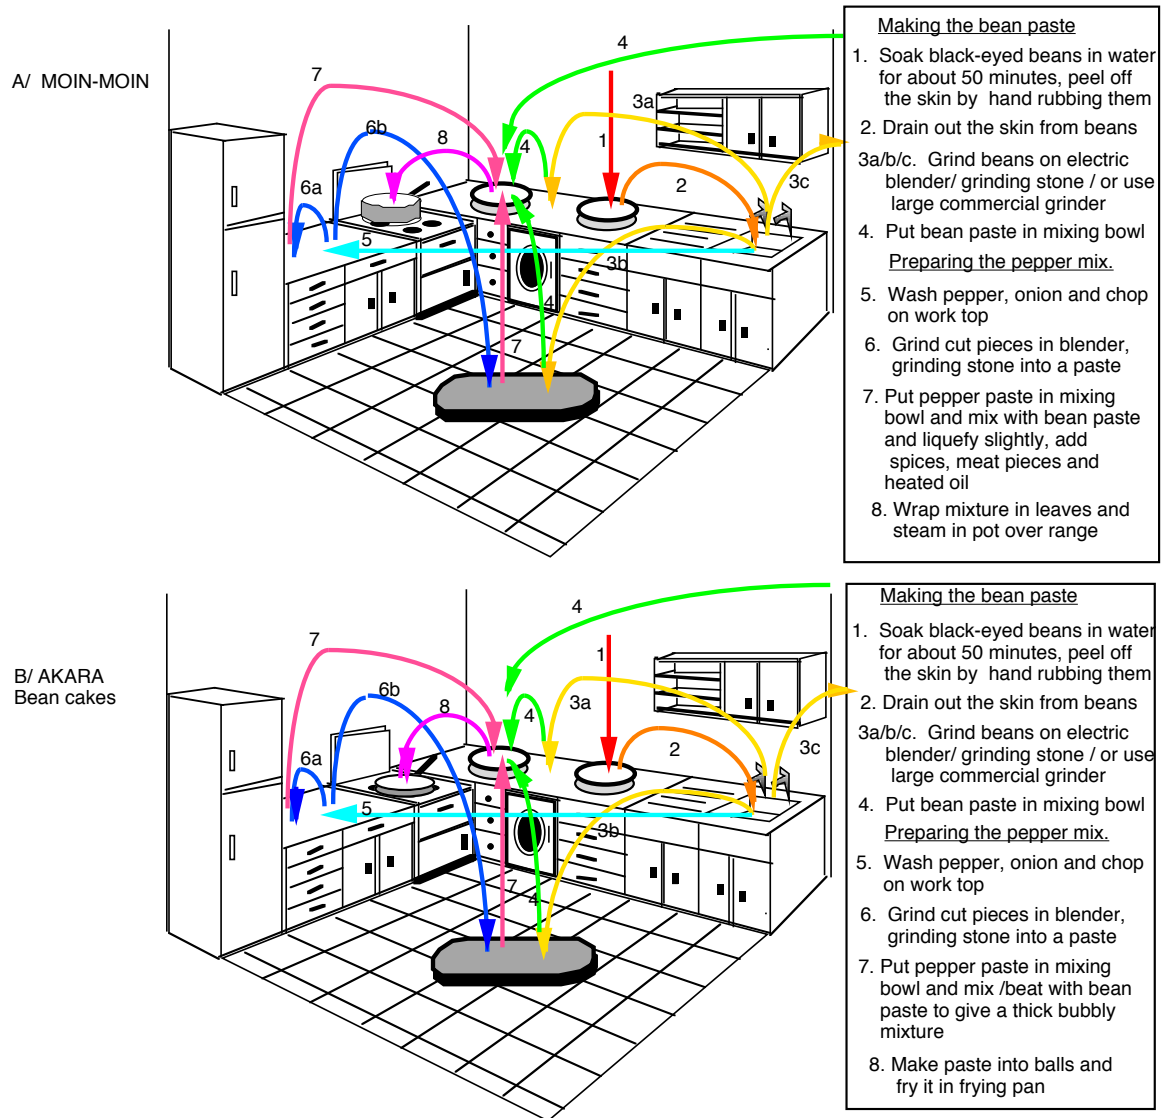 A/  MOIN-MOIN
7
6b
8
4
4
3a
1
2
3c
6a
5
3b
4
7
Making the bean paste
1.  Soak black-eyed beans in water
for about 50 minutes, peel off
the skin by  hand rubbing them
2. Drain out the skin from beans
3a/b/c.  Grind beans on electric
blender/ grinding stone / or use
large commercial grinder
4.  Put bean paste in mixing bowl
Preparing the pepper mix.
5.  Wash pepper, onion and chop
on work top
6.  Grind cut pieces in blender,
grinding stone into a paste
7. Put pepper paste in mixing
bowl and mix with bean paste
and liquefy slightly, add
spices, meat pieces and
heated oil
8. Wrap mixture in leaves and
steam in pot over range
B/ AKARA
Bean cakes
7
6b
8
4
4
3a
1
2
3c
6a
5
3b
7
4
Making the bean paste
1.  Soak black-eyed beans in water
for about 50 minutes, peel off
the skin by  hand rubbing them
2. Drain out the skin from beans
3a/b/c.  Grind beans on electric
blender/ grinding stone / or use
large commercial grinder
4.  Put bean paste in mixing bowl
Preparing the pepper mix.
5.  Wash pepper, onion and chop
on work top
6.  Grind cut pieces in blender,
grinding stone into a paste
7. Put pepper paste in mixing
bowl and mix /beat with bean
paste to give a thick bubbly
mixture
8. Make paste into balls and
fry it in frying pan